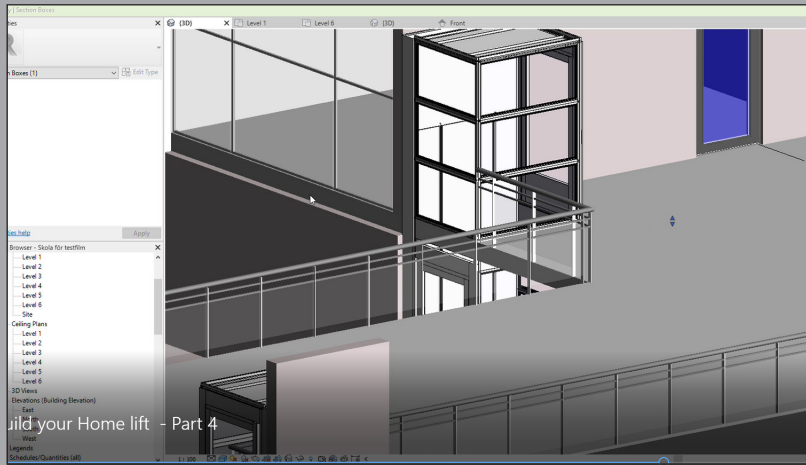 Section Boxes
{3D}
Level 1
Level 6
{3D}
Front
Boxes (1)
Edit Type
help
Apply
Browser - Skola för testfilm
Level 1
Level 2
Level 3
Level 4
Level 5
Level 6
Site
Ceiling Plans
Level 1
Level 2
Level 3
Level 4
Level 5
Level 6
3D Views
Elevations (Building Elevation)
East
uild your Home lift - Part 4
West
Legends
Schedules/Quantities (all)